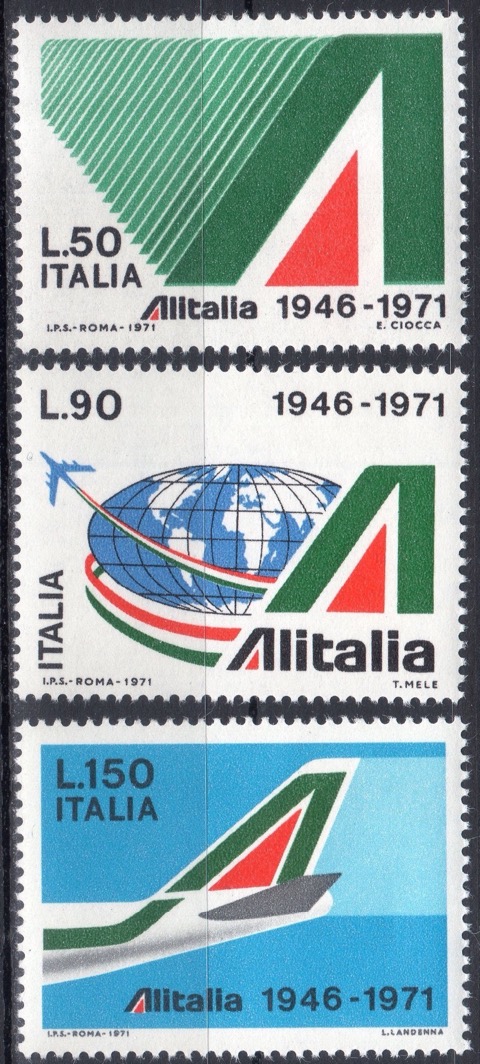 L.50
ITALIA
Alitalia 1946-1971
I.P.S.-ROMA-1971 E. CIOCCA
L.90 1946-1971
ITALIA
Alitalia
I.P.S.-ROMA-1971 T. MELE
L.150
ITALIA
Alitalia 1946-1971
I.P.S.-ROMA-1971 L. LANDENNA